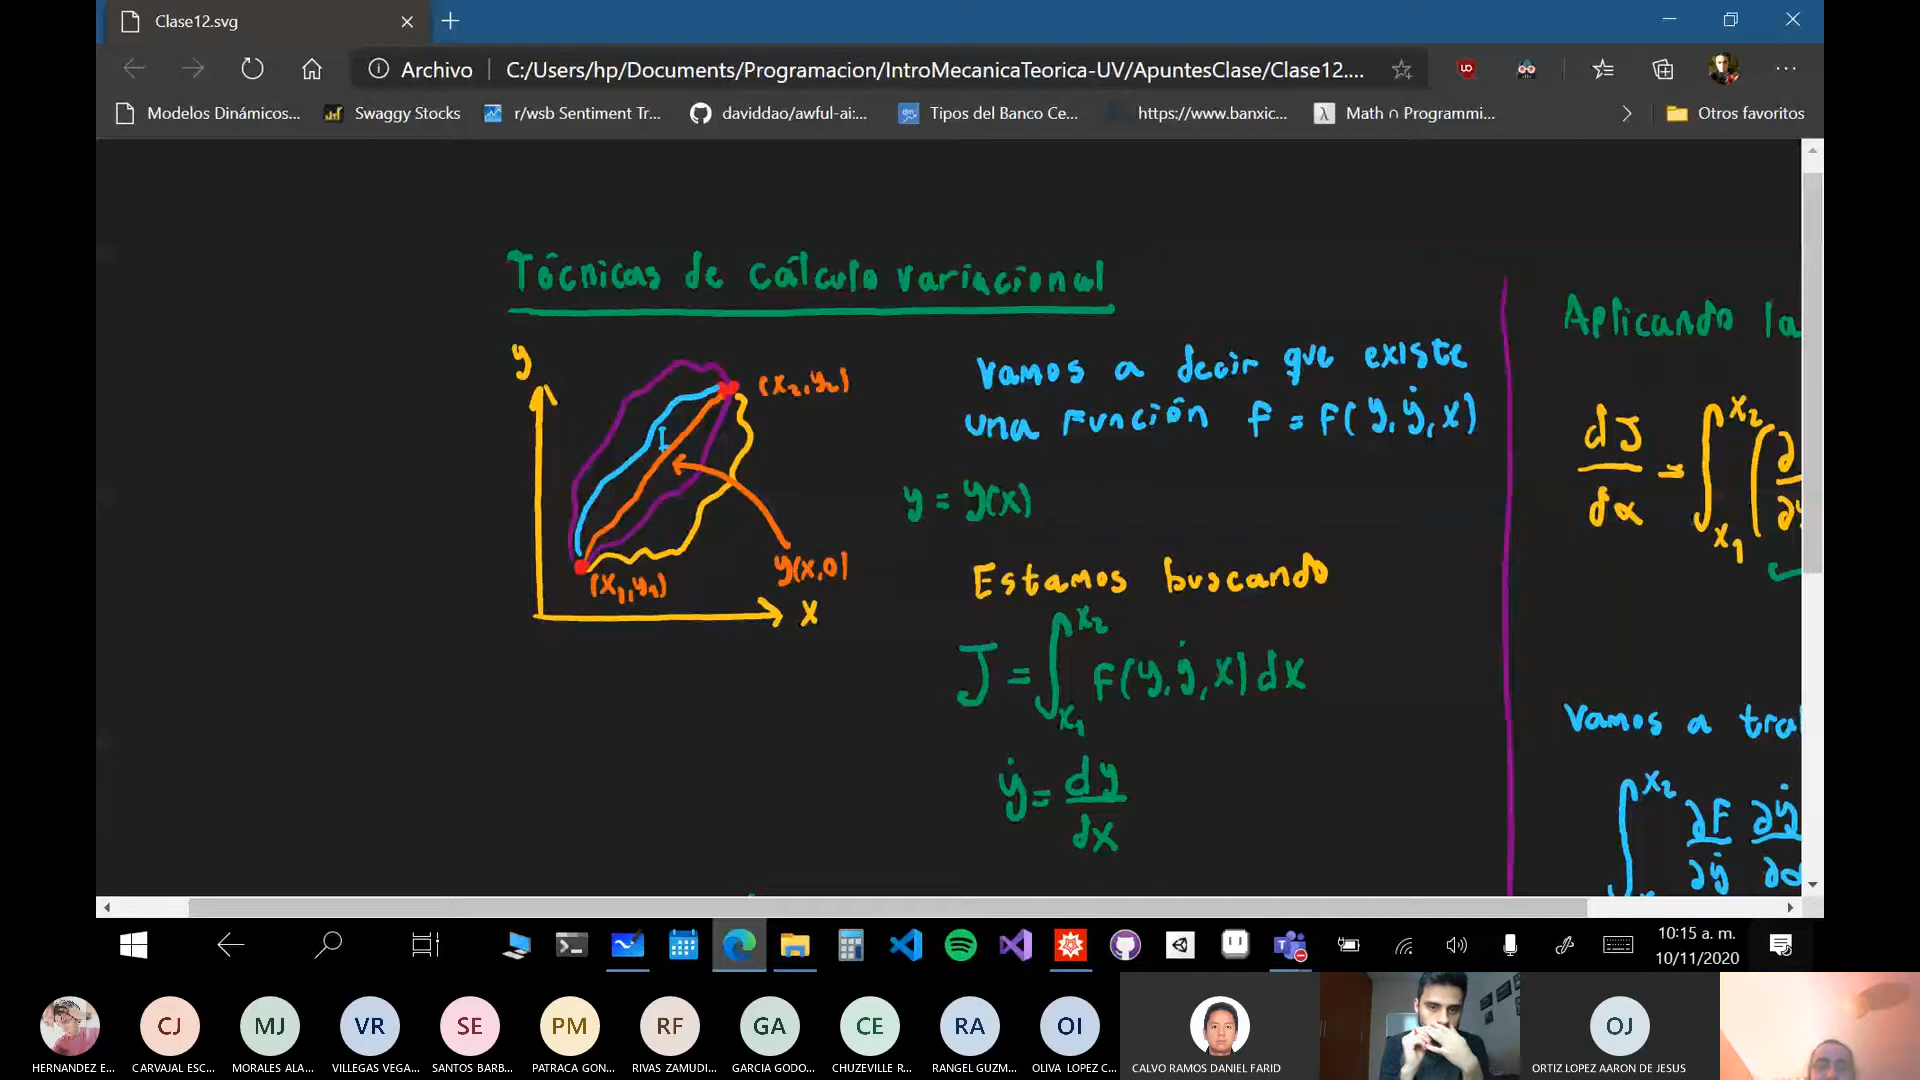 Clase12.svg
Archivo
C:/Users/hp/Documents/Programacion/IntroMecanicaTeorica-UV/ApuntesClase/Clase12....
Modelos Dinámicos...
Swaggy Stocks
r/wsb Sentiment Tr...
daviddao/awful-ai:...
Tipos del Banco Ce...
https://www.banxic...
Math ∩ Programmi...
Otros favoritos
Técnicas de cálculo variacional
y
(x₂,y₂)
(x₁,y₁)
y(x,0)
x
Vamos a decir que existe
una función f = F(y,ẏ,x)
y = y(x)
Estamos buscando
J = ∫ₓ₁ˣ² F(y,ẏ,x)dx
ẏ = dy/dx
Aplicando la
dJ/dα = ∫ₓ₁ˣ² (∂
Vamos a tra
∫ˣ² ∂F/∂ẏ ∂ẏ/∂α
10:15 a. m.
10/11/2020
CJ
MJ
VR
SE
PM
RF
GA
CE
RA
OI
OJ
HERNANDEZ E...
CARVAJAL ESC...
MORALES ALA...
VILLEGAS VEGA...
SANTOS BARB...
PATRACA GON...
RIVAS ZAMUDI...
GARCIA GODO...
CHUZEVILLE R...
RANGEL GUZM...
OLIVA LOPEZ C...
CALVO RAMOS DANIEL FARID
ORTIZ LOPEZ AARON DE JESUS